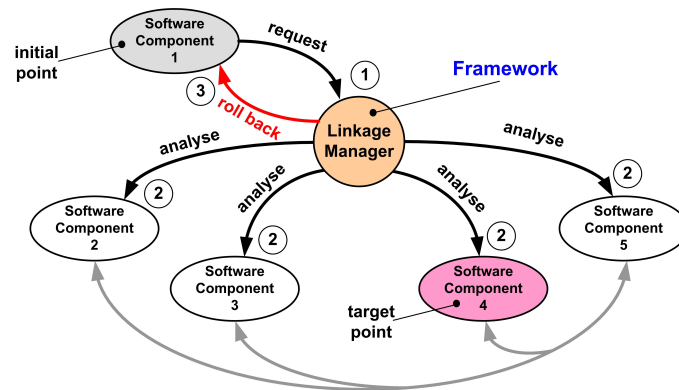 Software
Component
1
initial
point
request
1
Framework
3
roll back
Linkage
Manager
analyse
analyse
analyse
analyse
2
2
2
2
Software
Component
2
Software
Component
3
Software
Component
4
Software
Component
5
target
point